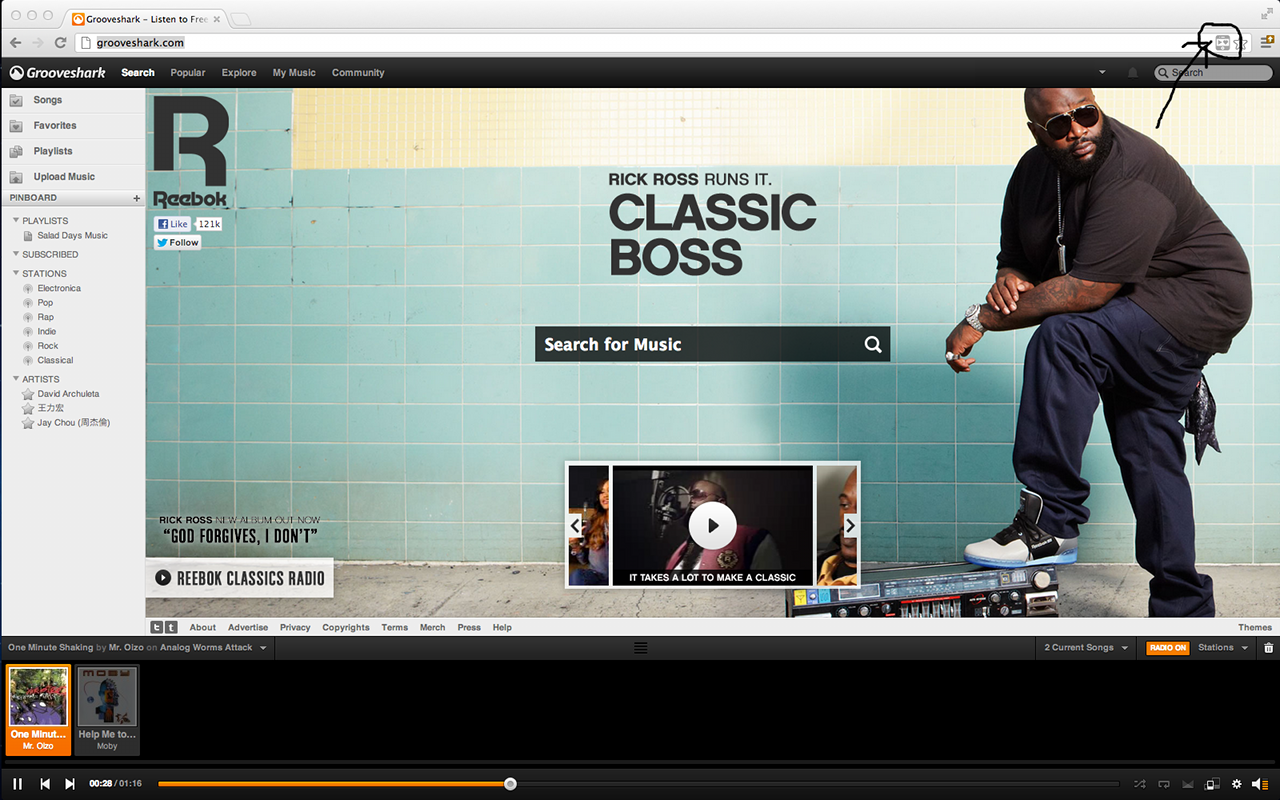 Grooveshark – Listen to Free
grooveshark.com
Grooveshark
Search
Popular
Explore
My Music
Community
Search
Songs
Favorites
Playlists
Upload Music
PINBOARD +
PLAYLISTS
Salad Days Music
SUBSCRIBED
STATIONS
Electronica
Pop
Rap
Indie
Rock
Classical
ARTISTS
David Archuleta
王力宏
Jay Chou (周杰倫)
R
Reebok
Like 121k
Follow
RICK ROSS RUNS IT.
CLASSIC
BOSS
Search for Music
IT TAKES A LOT TO MAKE A CLASSIC
RICK ROSS NEW ALBUM OUT NOW
“GOD FORGIVES, I DON’T”
REEBOK CLASSICS RADIO
About
Advertise
Privacy
Copyrights
Terms
Merch
Press
Help
Themes
One Minute Shaking by Mr. Oizo on Analog Worms Attack
2 Current Songs
RADIO ON
Stations
One Minut...
Mr. Oizo
MOBY
Help Me to...
Moby
00:28 / 01:16